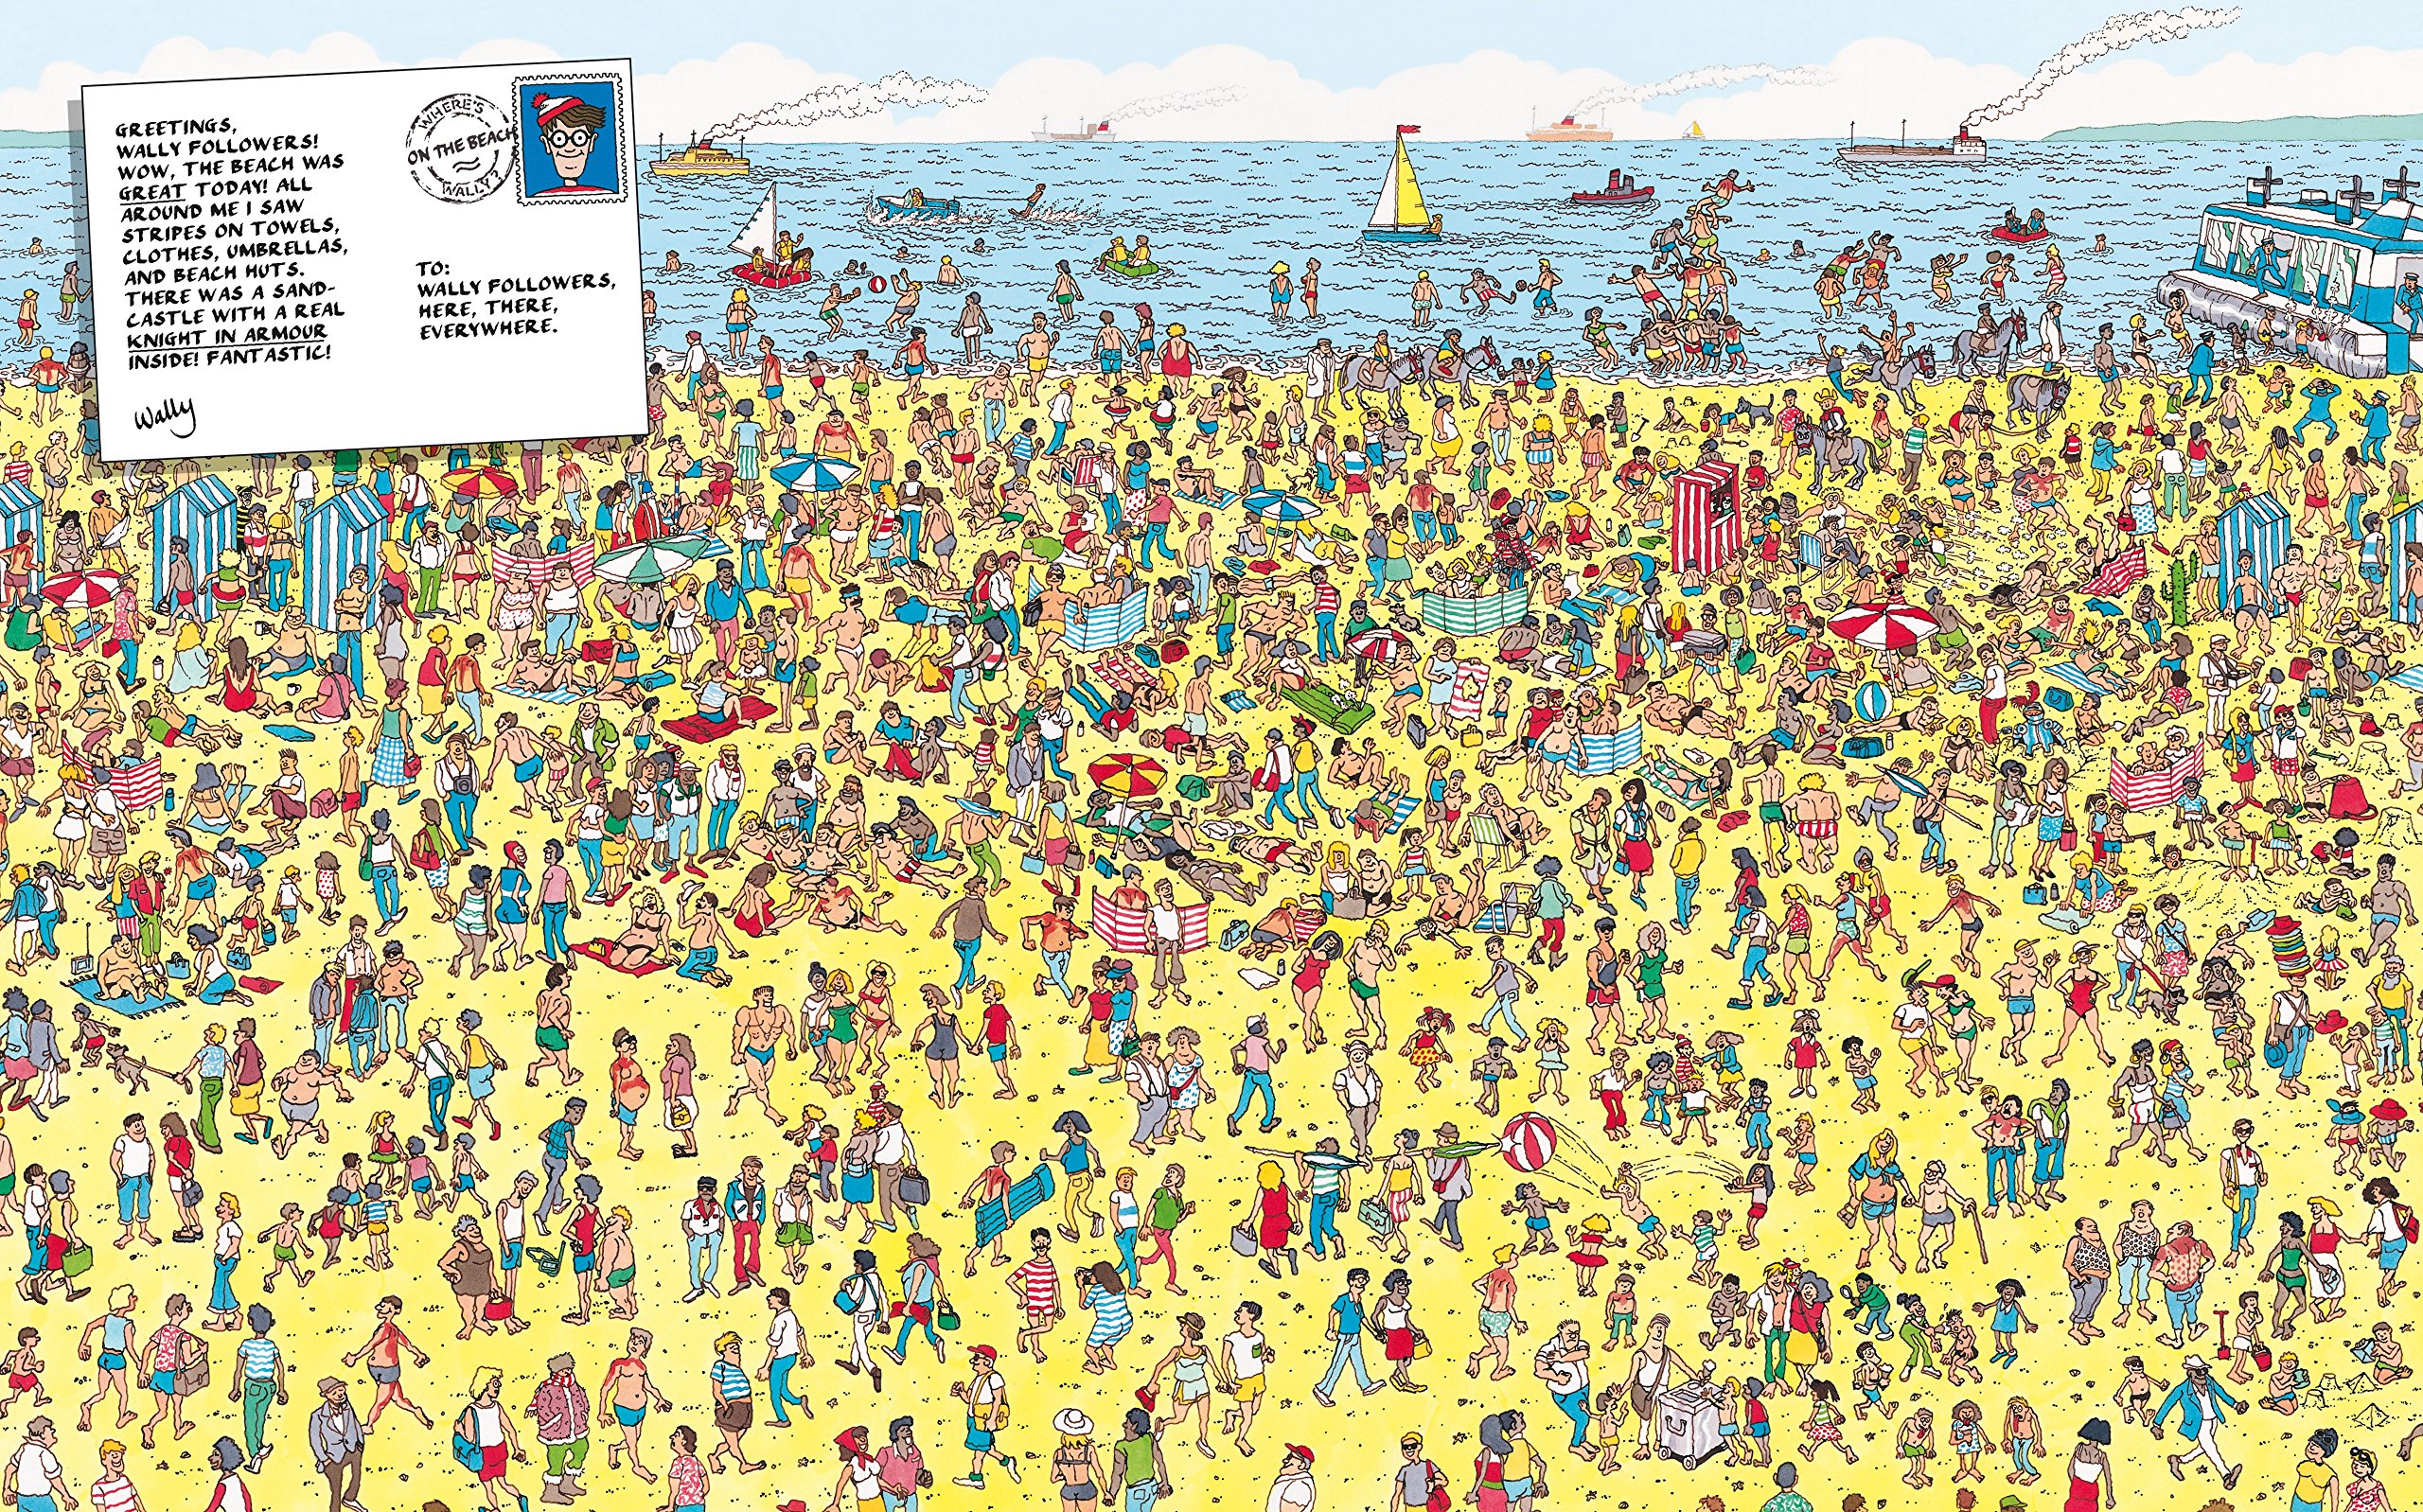 GREETINGS,
WALLY FOLLOWERS!
WOW, THE BEACH WAS
GREAT TODAY! ALL
AROUND ME I SAW
STRIPES ON TOWELS,
CLOTHES, UMBRELLAS,
AND BEACH HUTS.
THERE WAS A SAND-
CASTLE WITH A REAL
KNIGHT IN ARMOUR
INSIDE! FANTASTIC!
Wally
WHERE'S
ON THE BEACH
WALLY?
TO:
WALLY FOLLOWERS,
HERE, THERE,
EVERYWHERE.